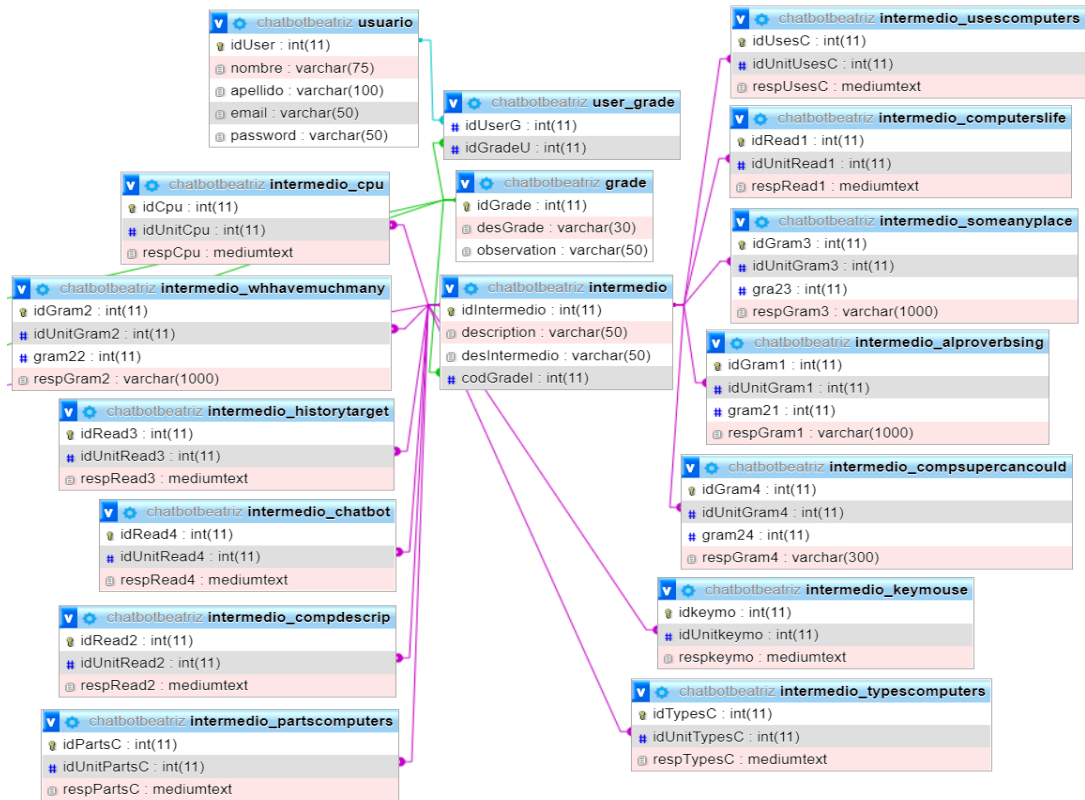 v chatbotbeatriz usuario
idUser : int(11)
nombre : varchar(75)
apellido : varchar(100)
email : varchar(50)
password : varchar(50)
v chatbotbeatriz user_grade
# idUserG : int(11)
# idGradeU : int(11)
v chatbotbeatriz grade
idGrade : int(11)
desGrade : varchar(30)
observation : varchar(50)
v chatbotbeatriz intermedio
idIntermedio : int(11)
description : varchar(50)
desIntermedio : varchar(50)
# codGradeI : int(11)
v chatbotbeatriz intermedio_cpu
idCpu : int(11)
# idUnitCpu : int(11)
respCpu : mediumtext
v chatbotbeatriz intermedio_whhavemuchmany
idGram2 : int(11)
# idUnitGram2 : int(11)
# gram22 : int(11)
respGram2 : varchar(1000)
v chatbotbeatriz intermedio_historytarget
idRead3 : int(11)
# idUnitRead3 : int(11)
respRead3 : mediumtext
v chatbotbeatriz intermedio_chatbot
idRead4 : int(11)
# idUnitRead4 : int(11)
respRead4 : mediumtext
v chatbotbeatriz intermedio_compdescrip
idRead2 : int(11)
# idUnitRead2 : int(11)
respRead2 : mediumtext
v chatbotbeatriz intermedio_partscomputers
idPartsC : int(11)
# idUnitPartsC : int(11)
respPartsC : mediumtext
v chatbotbeatriz intermedio_usescomputers
idUsesC : int(11)
# idUnitUsesC : int(11)
respUsesC : mediumtext
v chatbotbeatriz intermedio_computerslife
idRead1 : int(11)
# idUnitRead1 : int(11)
respRead1 : mediumtext
v chatbotbeatriz intermedio_someanyplace
idGram3 : int(11)
# idUnitGram3 : int(11)
# gra23 : int(11)
respGram3 : varchar(1000)
v chatbotbeatriz intermedio_alproverbsing
idGram1 : int(11)
# idUnitGram1 : int(11)
# gram21 : int(11)
respGram1 : varchar(1000)
v chatbotbeatriz intermedio_compsupercancould
idGram4 : int(11)
# idUnitGram4 : int(11)
# gram24 : int(11)
respGram4 : varchar(300)
v chatbotbeatriz intermedio_keymouse
idkeymo : int(11)
# idUnitkeymo : int(11)
respkeymo : mediumtext
v chatbotbeatriz intermedio_typescomputers
idTypesC : int(11)
# idUnitTypesC : int(11)
respTypesC : mediumtext